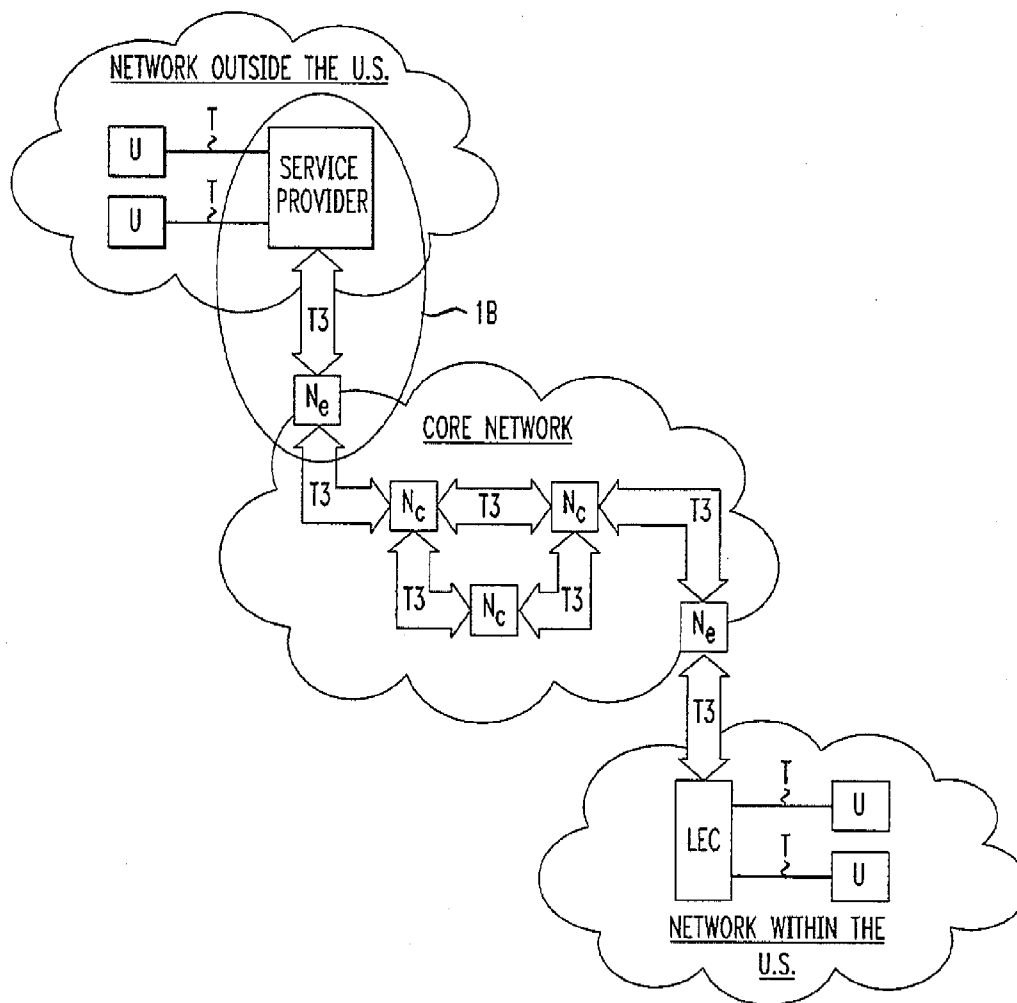 NETWORK OUTSIDE THE U.S.
T
U
SERVICE
PROVIDER
T
U
T3
1B
Ne
CORE NETWORK
T3
Nc
T3
Nc
T3
T3
Nc
T3
Ne
T3
T
U
LEC
T
U
NETWORK WITHIN THE
U.S.